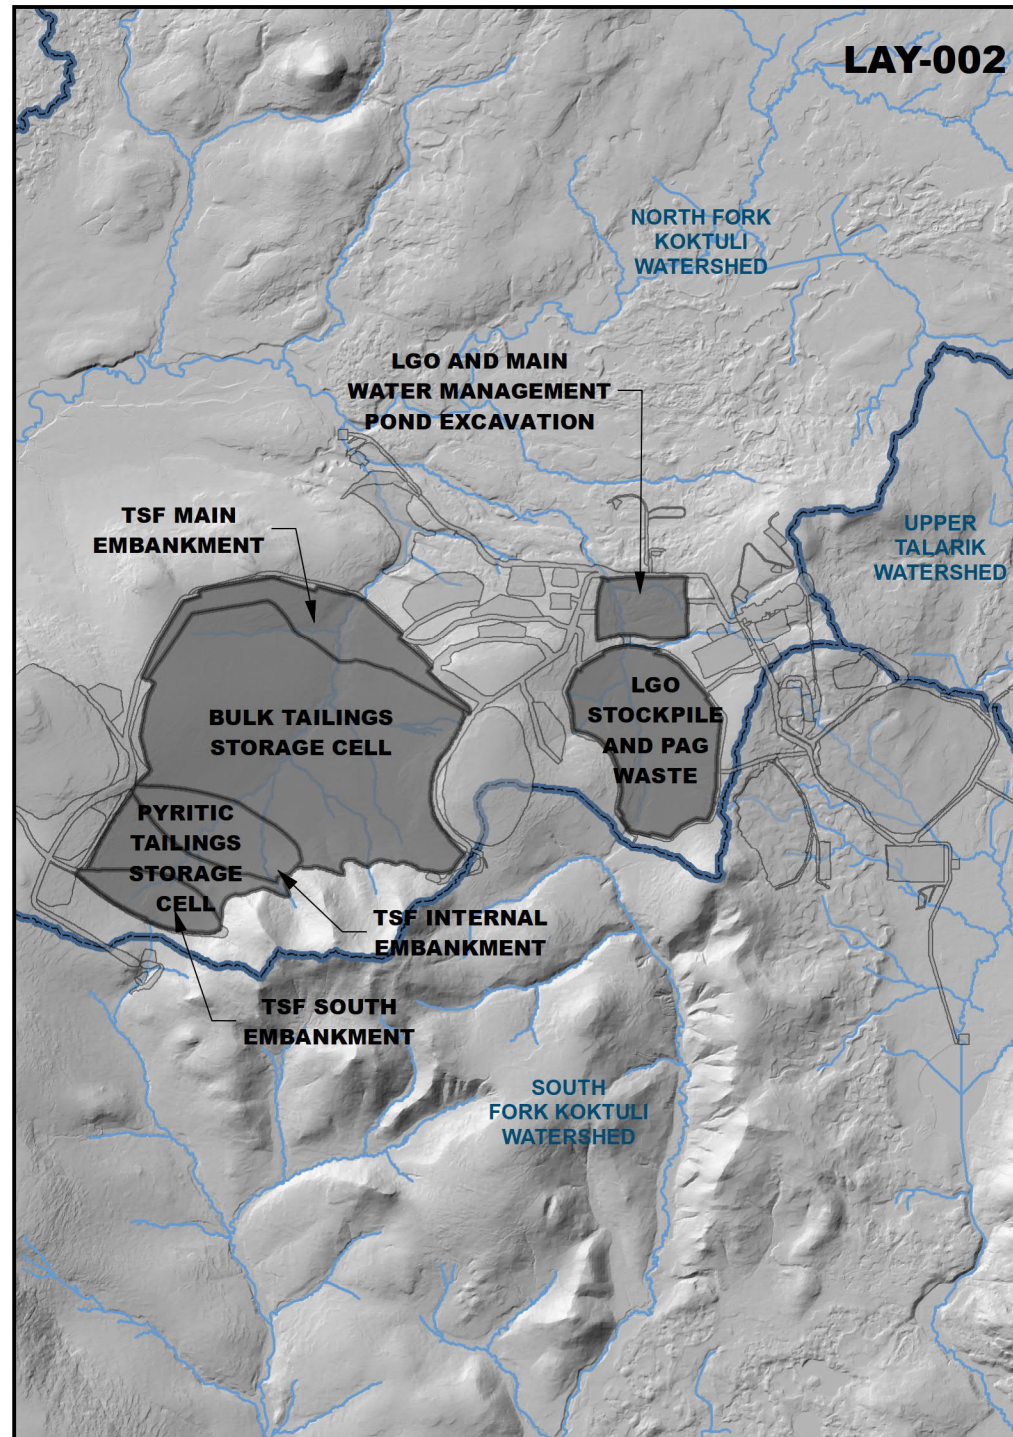 LAY-002
NORTH FORK
KOKTULI
WATERSHED
LGO AND MAIN
WATER MANAGEMENT
POND EXCAVATION
TSF MAIN
EMBANKMENT
UPPER
TALARIK
WATERSHED
BULK TAILINGS
STORAGE CELL
LGO
STOCKPILE
AND PAG
WASTE
PYRITIC
TAILINGS
STORAGE
CELL
TSF INTERNAL
EMBANKMENT
TSF SOUTH
EMBANKMENT
SOUTH
FORK KOKTULI
WATERSHED